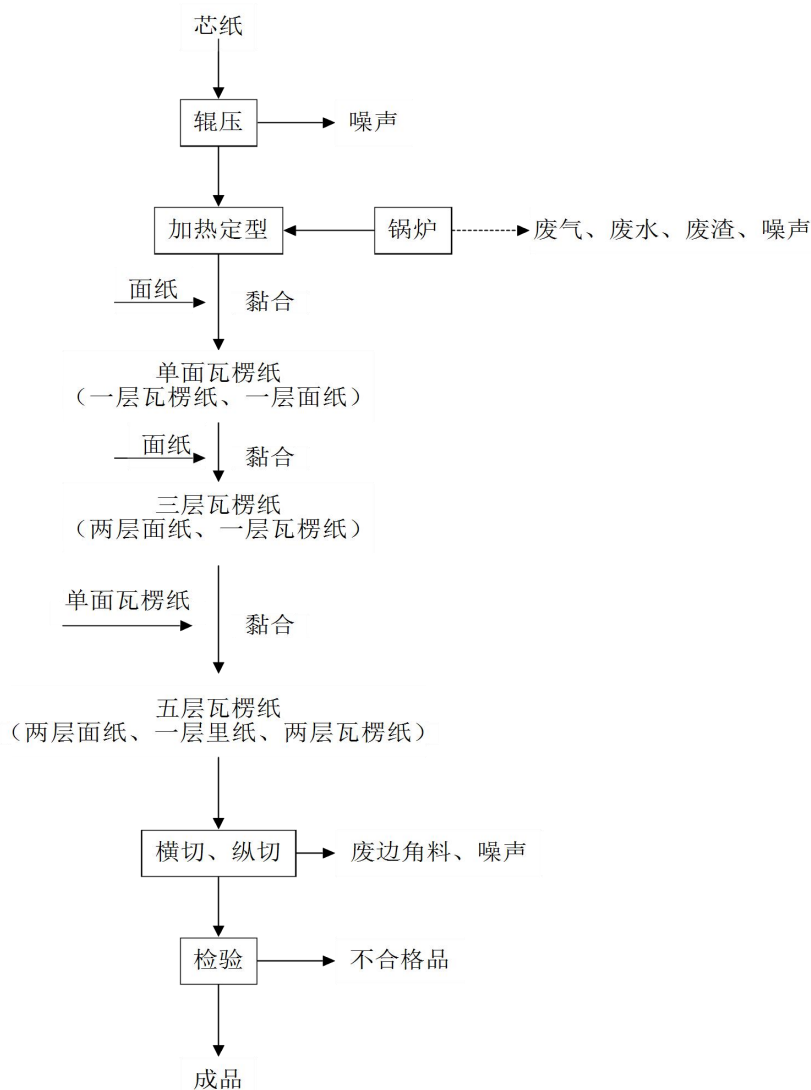 芯纸
辊压
噪声
加热定型
锅炉
废气、废水、废渣、噪声
面纸
黏合
单面瓦楞纸
（一层瓦楞纸、一层面纸）
面纸
黏合
三层瓦楞纸
（两层面纸、一层瓦楞纸）
单面瓦楞纸
黏合
五层瓦楞纸
（两层面纸、一层里纸、两层瓦楞纸）
横切、纵切
废边角料、噪声
检验
不合格品
成品